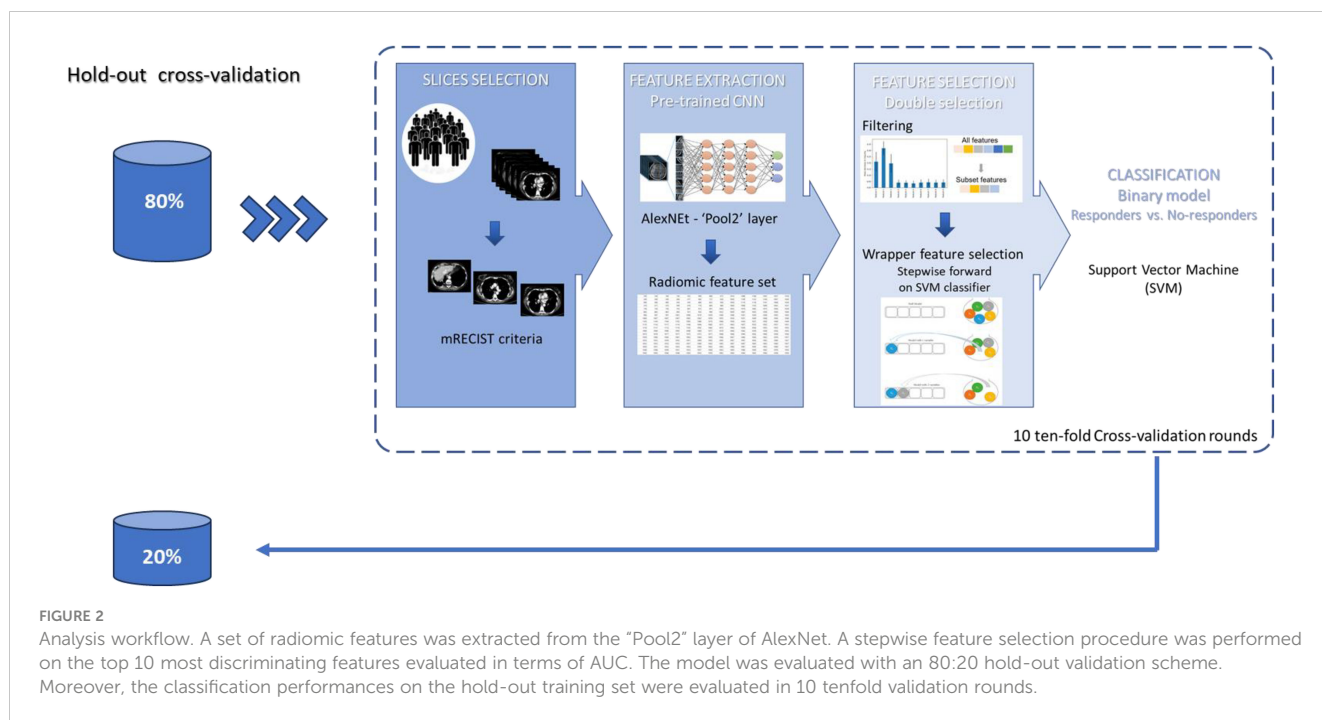 Hold-out cross-validation
80%
SLICES SELECTION
mRECIST criteria
FEATURE EXTRACTION
Pre-trained CNN
AlexNEt - ‘Pool2’ layer
Radiomic feature set
FEATURE SELECTION
Double selection
Filtering
All features
Subset features
Wrapper feature selection
Stepwise forward
on SVM classifier
CLASSIFICATION
Binary model
Responders vs. No-responders
Support Vector Machine
(SVM)
10 ten-fold Cross-validation rounds
20%
FIGURE 2
Analysis workflow. A set of radiomic features was extracted from the “Pool2” layer of AlexNet. A stepwise feature selection procedure was performed
on the top 10 most discriminating features evaluated in terms of AUC. The model was evaluated with an 80:20 hold-out validation scheme.
Moreover, the classification performances on the hold-out training set were evaluated in 10 tenfold validation rounds.